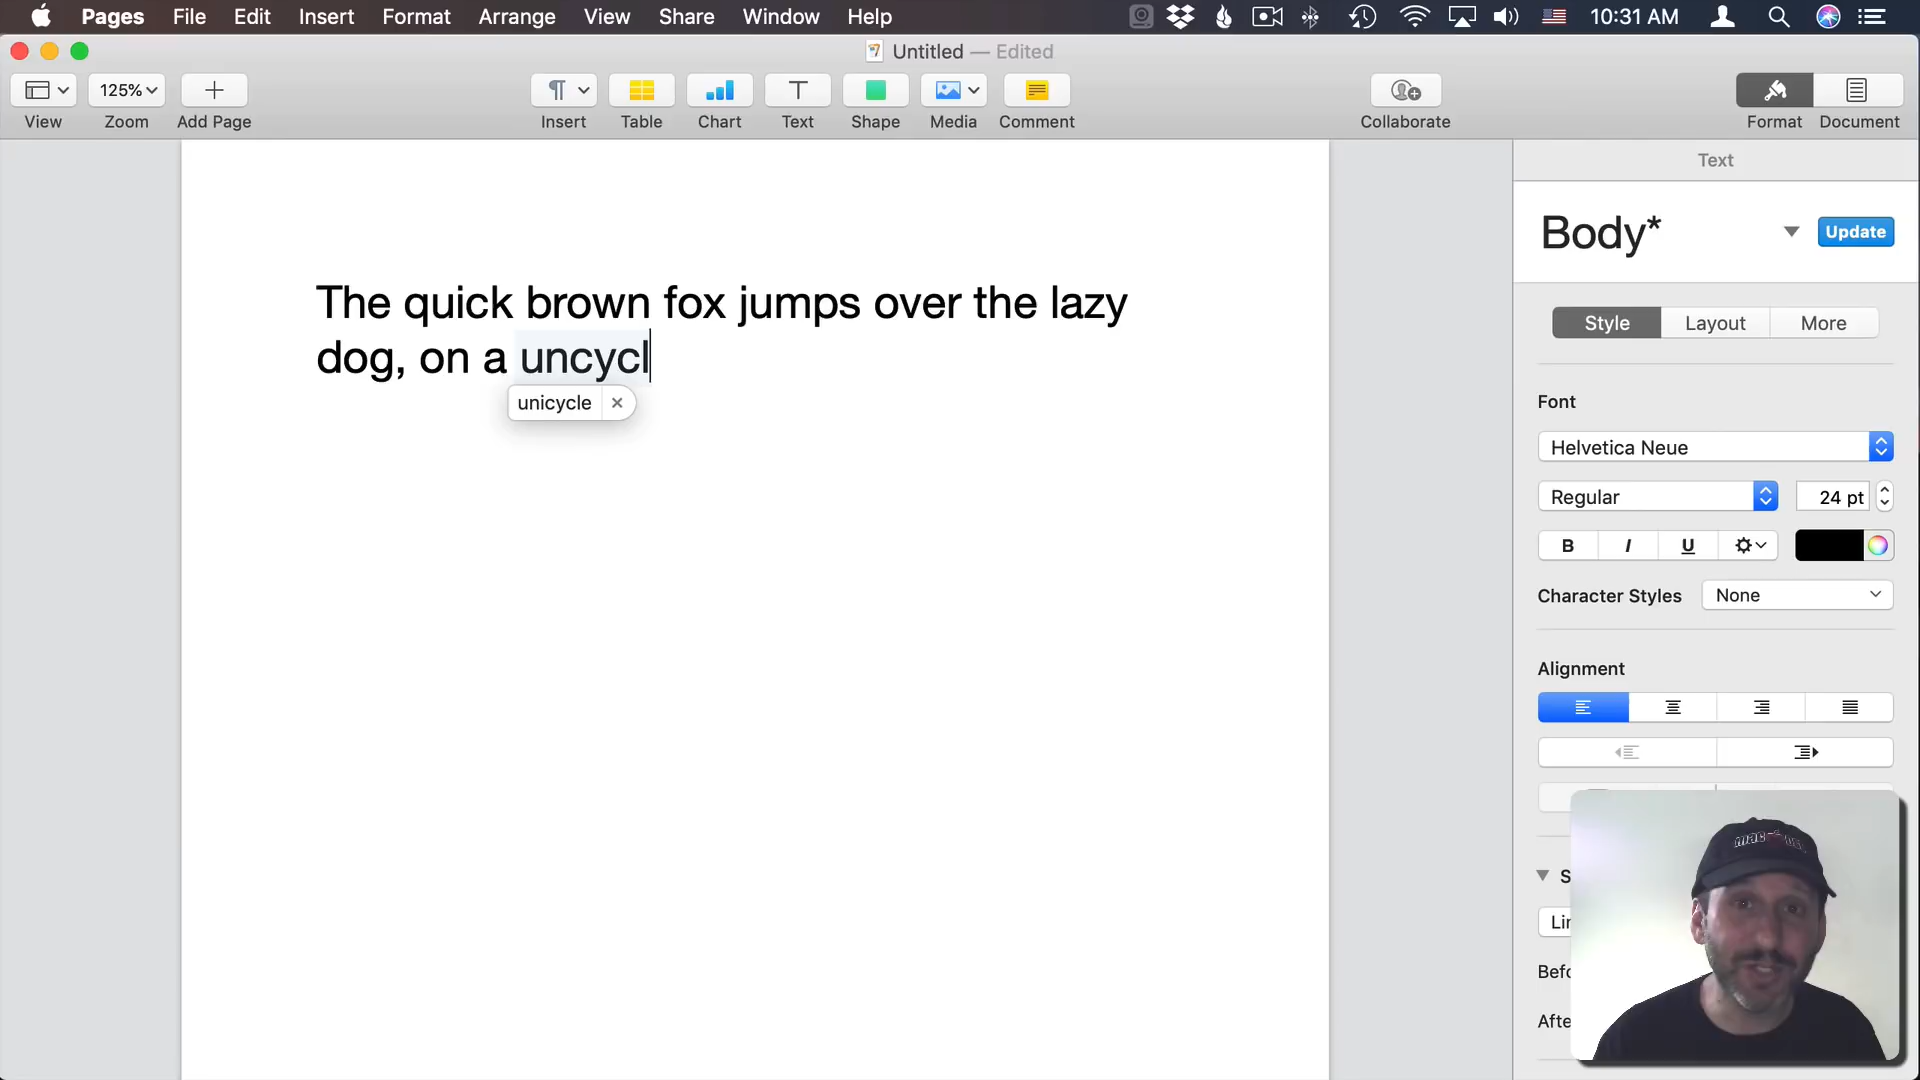 Pages File Edit Insert Format Arrange View Share Window Help 10:31 AM
Untitled — Edited
125%
View Zoom Add Page Insert Table Chart Text Shape Media Comment Collaborate Format Document
Text
Body* Update
Style Layout More
The quick brown fox jumps over the lazy
dog, on a uncycl
unicycle ×
Font
Helvetica Neue
Regular 24 pt
B I U
Character Styles None
Alignment
S
Lin
Befo
Afte